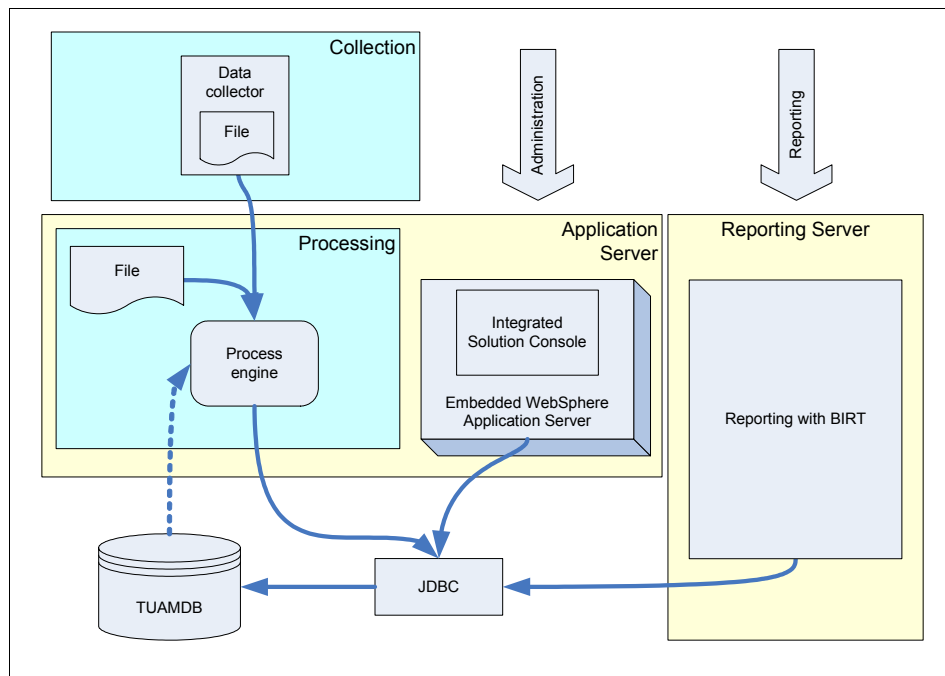 Collection
Data
collector
File
Administration
Reporting
Processing
File
Process
engine
Application
Server
Integrated
Solution Console
Embedded WebSphere
Application Server
Reporting Server
Reporting with BIRT
TUAMDB
JDBC